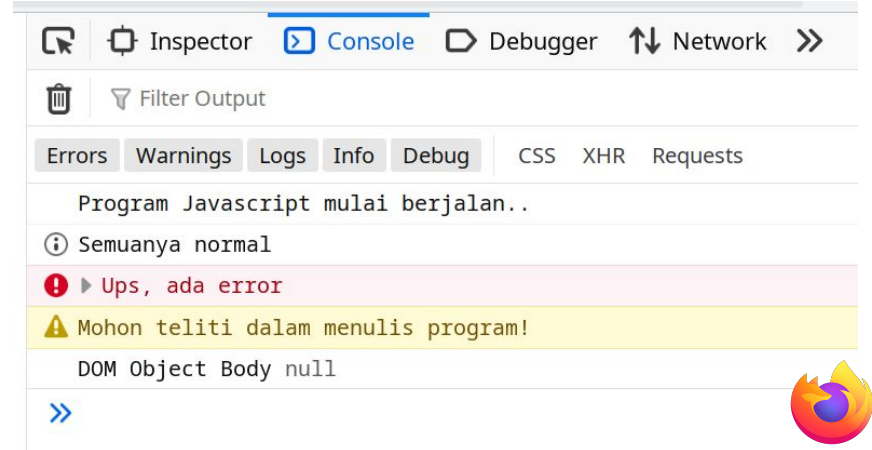 Inspector Console Debugger Network
Filter Output
Errors Warnings Logs Info Debug CSS XHR Requests
Program Javascript mulai berjalan..
Semuanya normal
Ups, ada error
Mohon teliti dalam menulis program!
DOM Object Body null